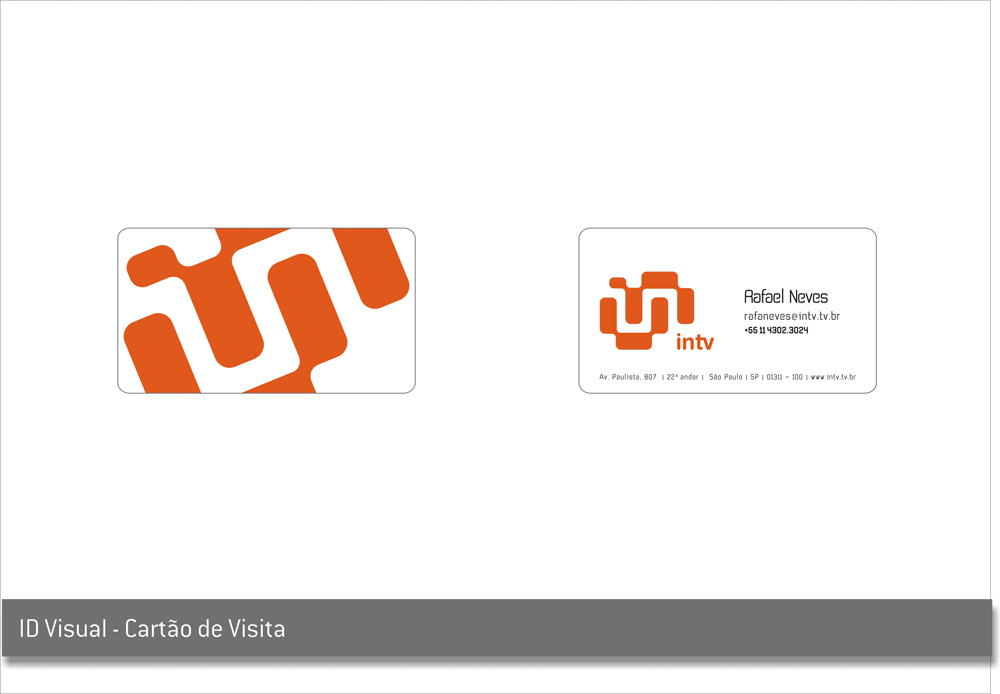 intv
Rafael Neves
rafaneves@intv.tv.br
+55 11 4302.3024
Av. Paulista, 807 | 22º andar | São Paulo | SP | 01311 - 100 | www.intv.tv.br
ID Visual - Cartão de Visita